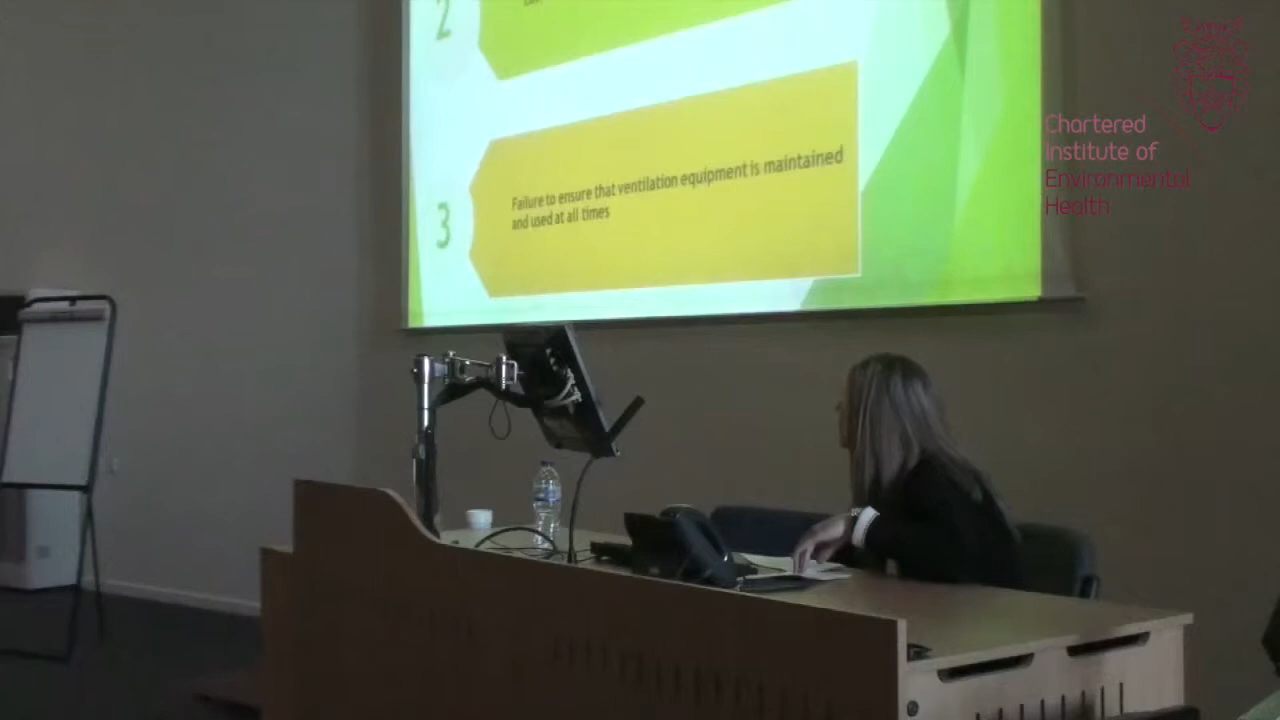 2
3
Failure to ensure that ventilation equipment is maintained
and used at all times
Chartered
Institute of
Environmental
Health